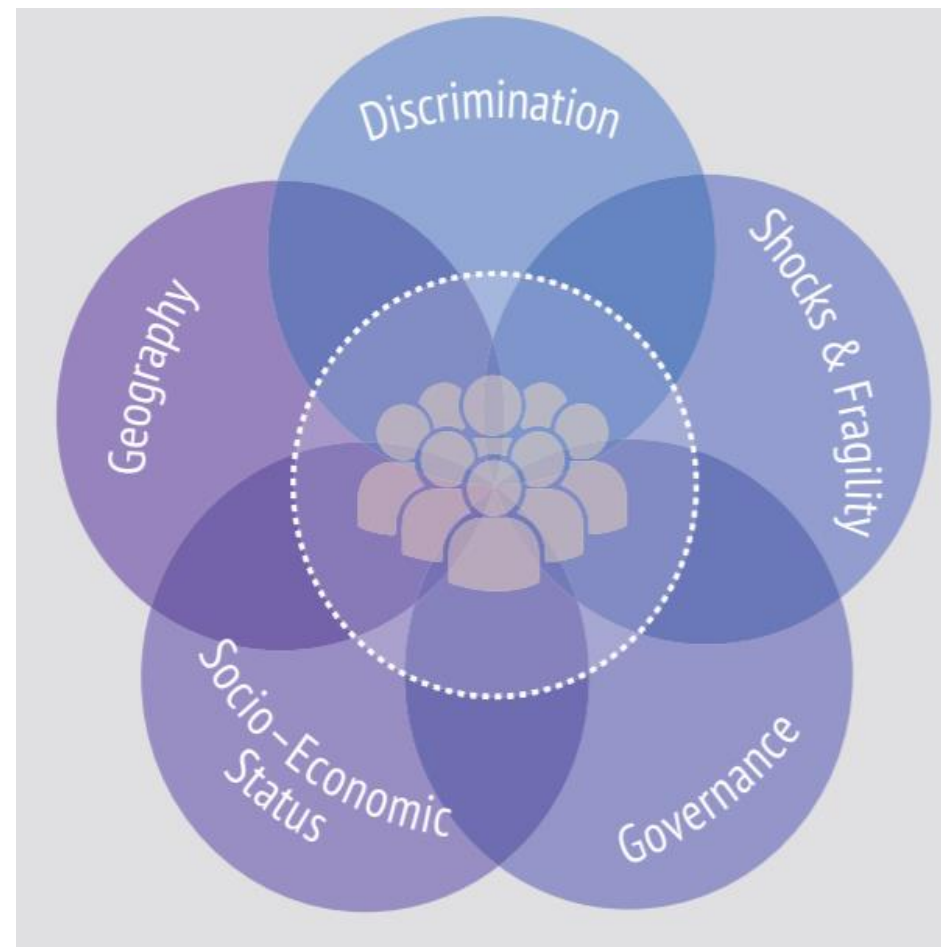 Discrimination
Shocks & Fragility
Geography
Socio-Economic
Status
Governance